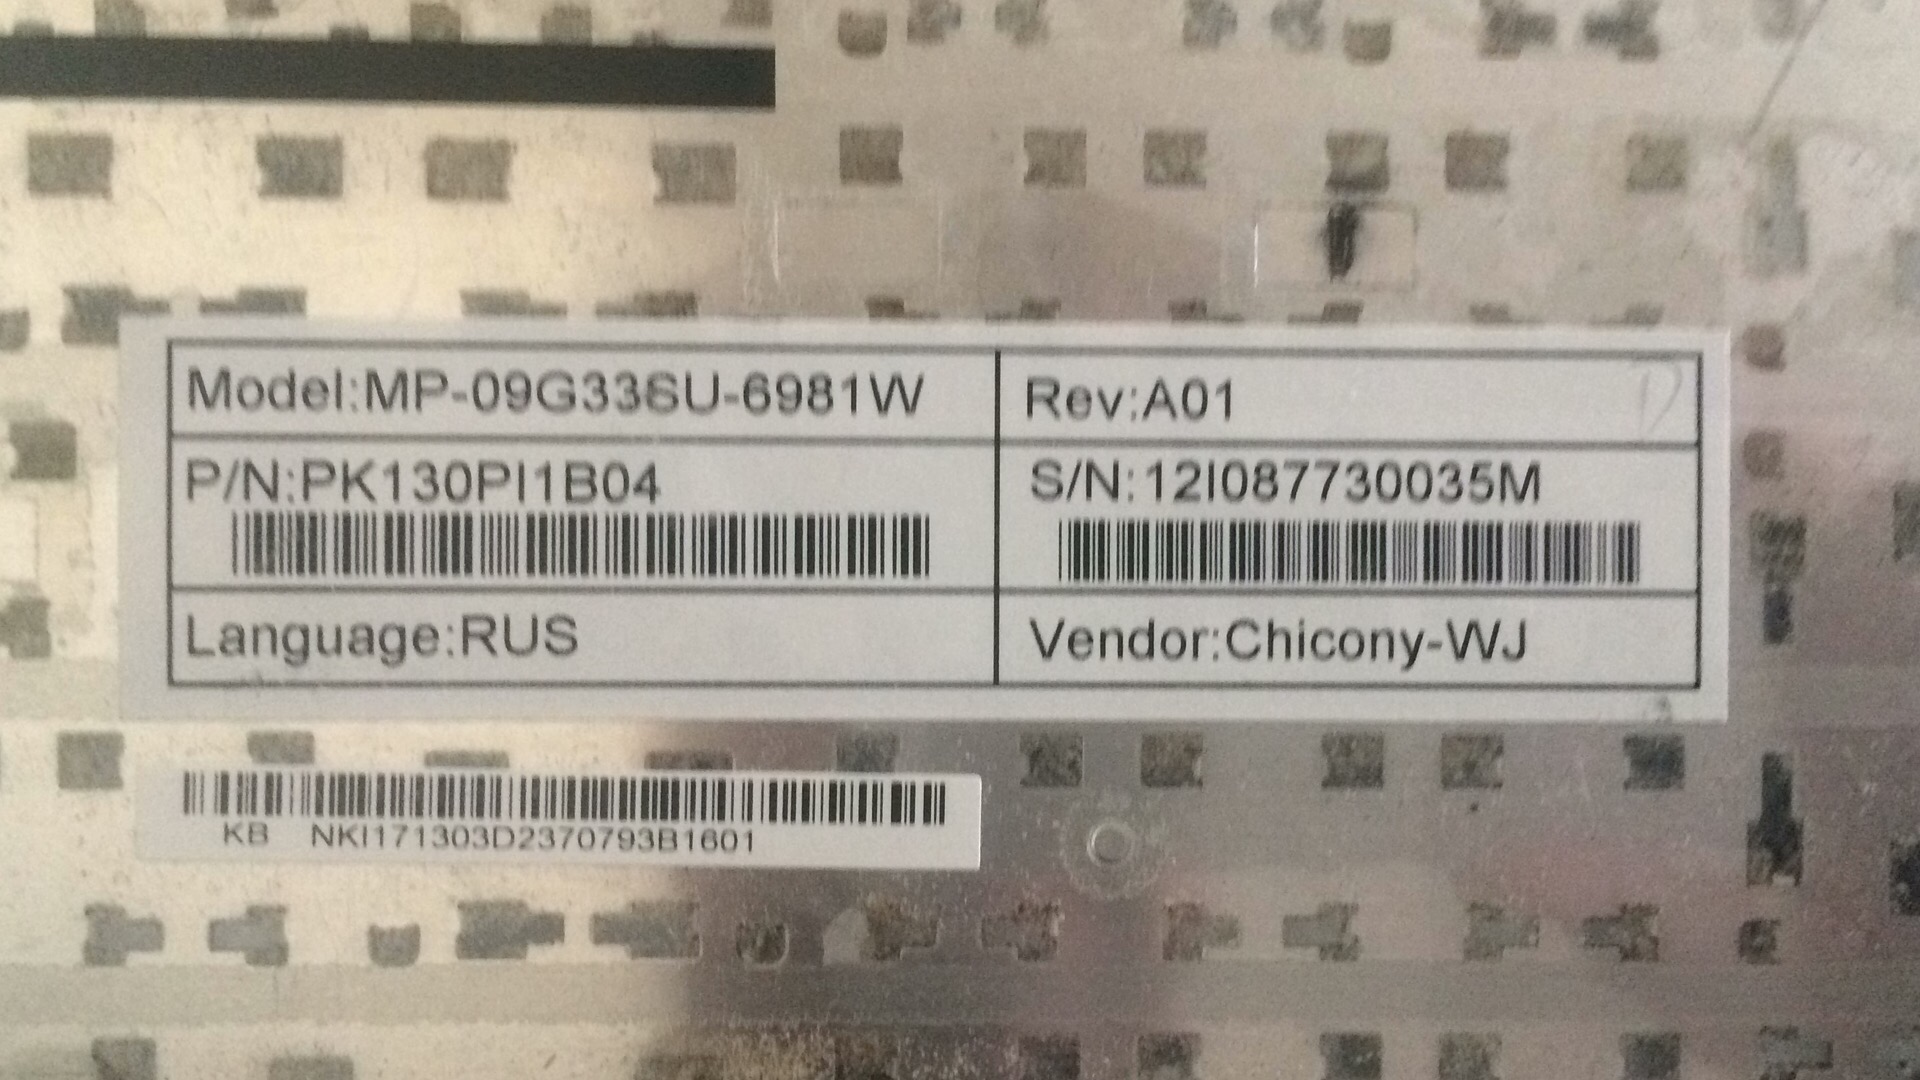 Model:MP-09G33SU-6981W
Rev:A01
P/N:PK130PI1B04
S/N:12I087730035M
Language:RUS
Vendor:Chicony-WJ
KB NKI171303D2370793B1601